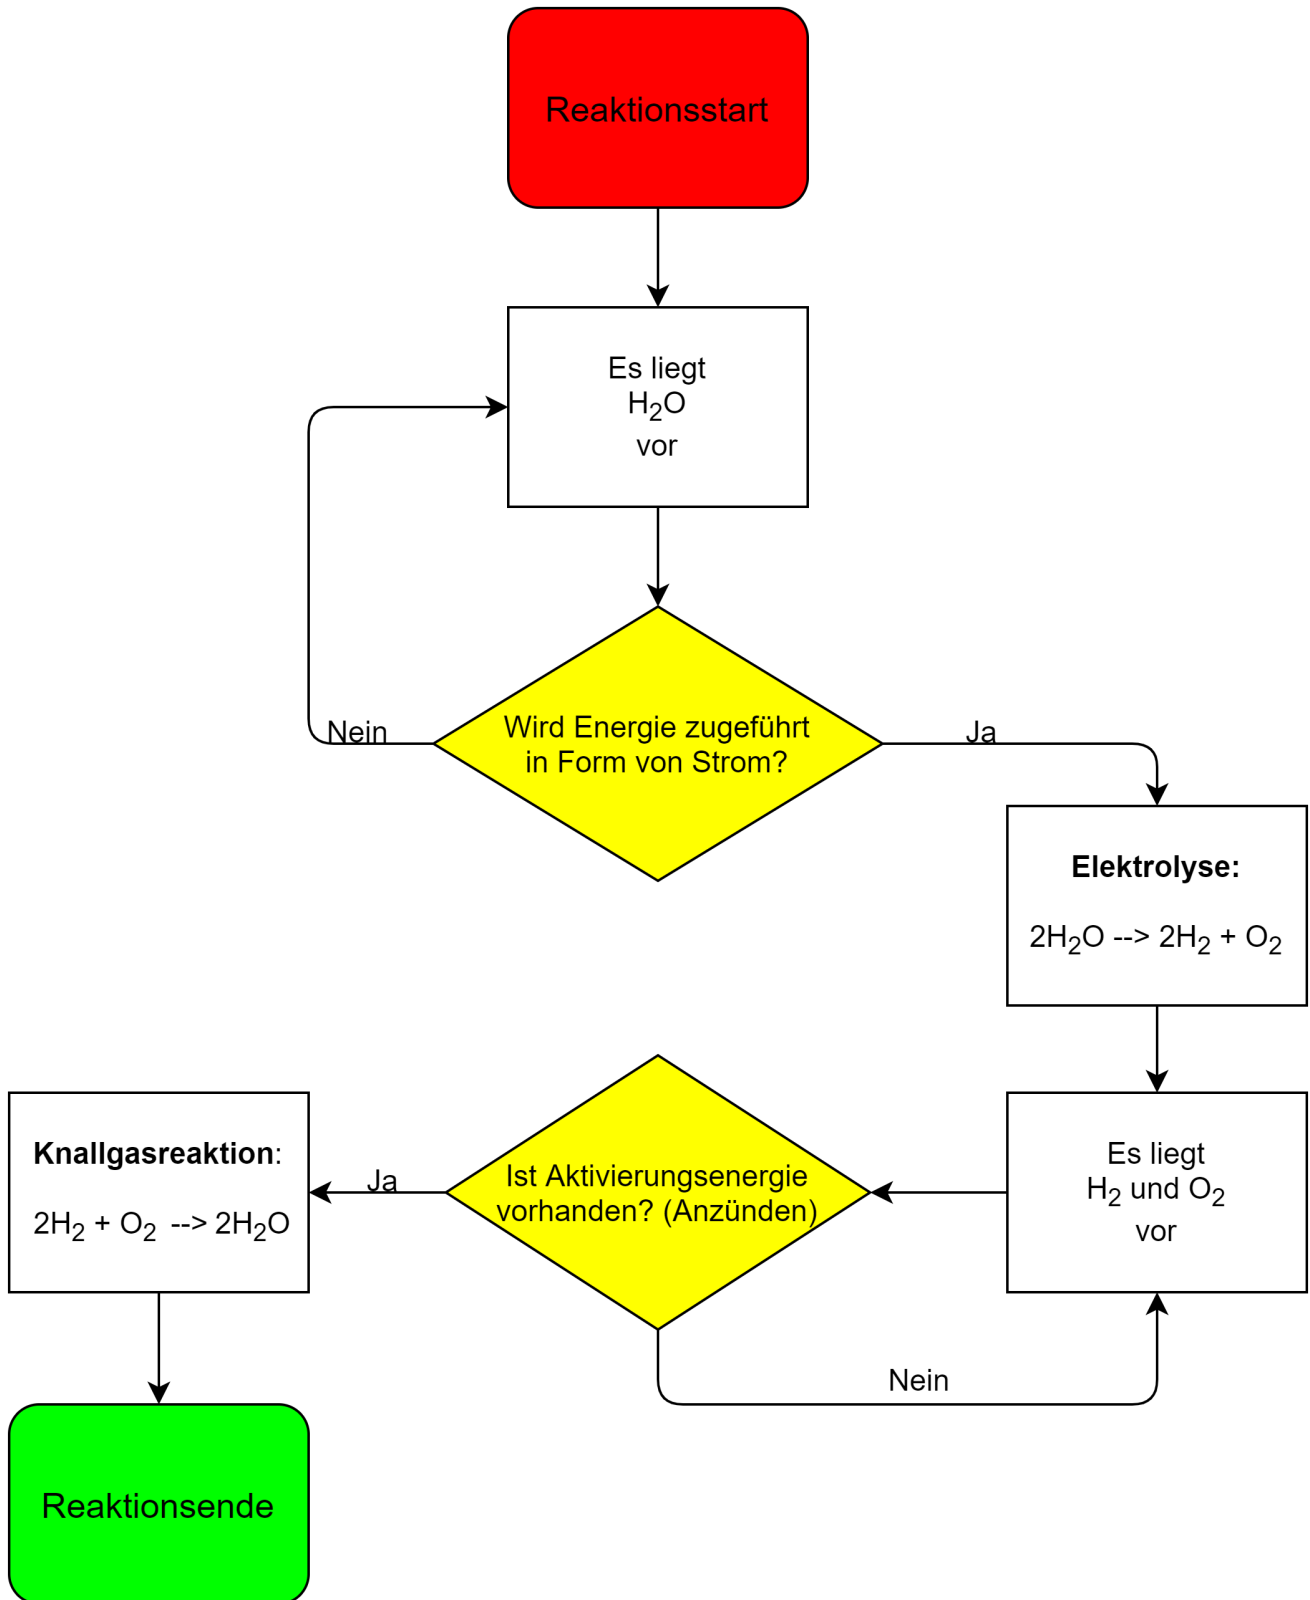 Reaktionsstart
Es liegt
H₂O
vor
Wird Energie zugeführt
in Form von Strom?
Nein
Ja
Elektrolyse:
2H₂O --> 2H₂ + O₂
Es liegt
H₂ und O₂
vor
Ist Aktivierungsenergie
vorhanden? (Anzünden)
Nein
Ja
Knallgasreaktion:
2H₂ + O₂ --> 2H₂O
Reaktionsende